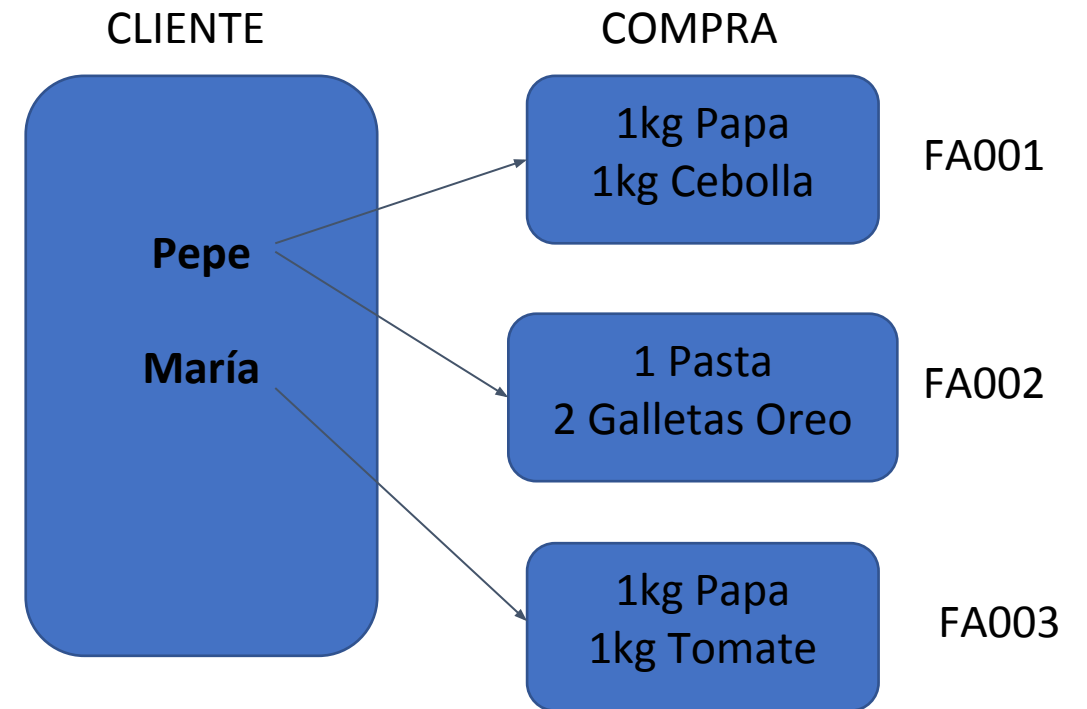 CLIENTE
COMPRA
Pepe
María
1kg Papa
1kg Cebolla
FA001
1 Pasta
2 Galletas Oreo
FA002
1kg Papa
1kg Tomate
FA003